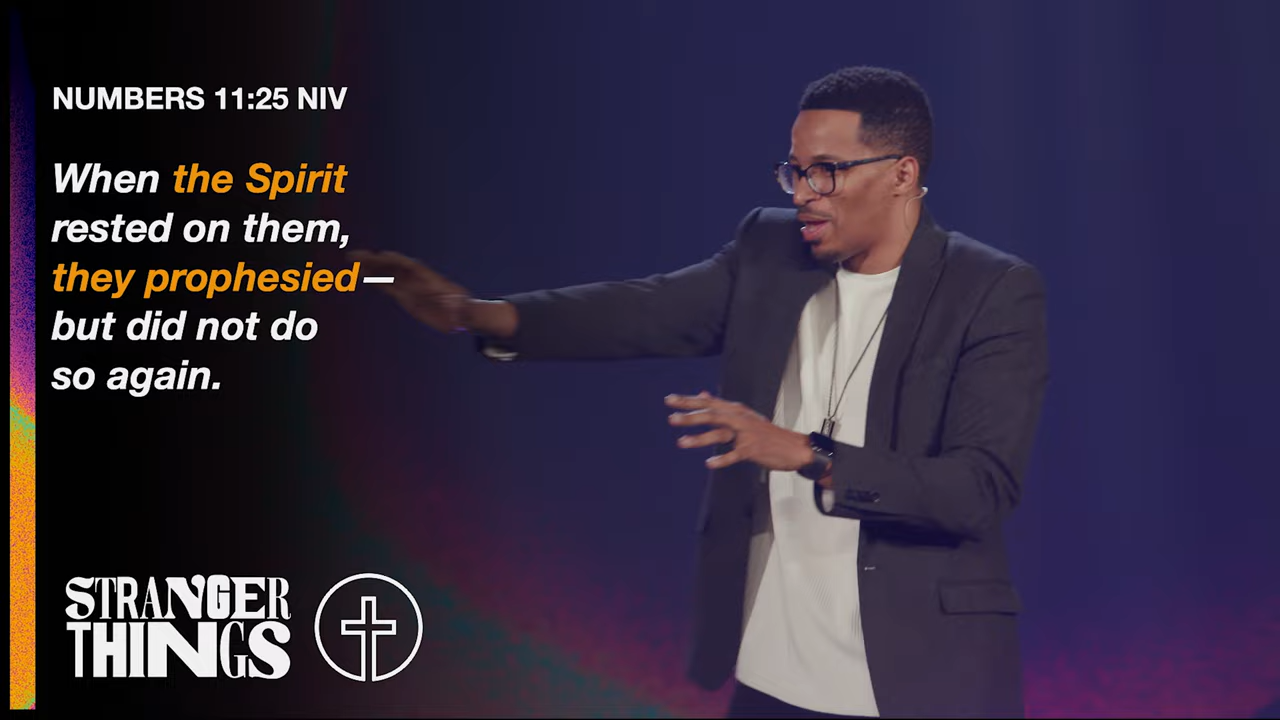 NUMBERS 11:25 NIV
When the Spirit
rested on them,
they prophesied—
but did not do
so again.
STRANGER
THINGS